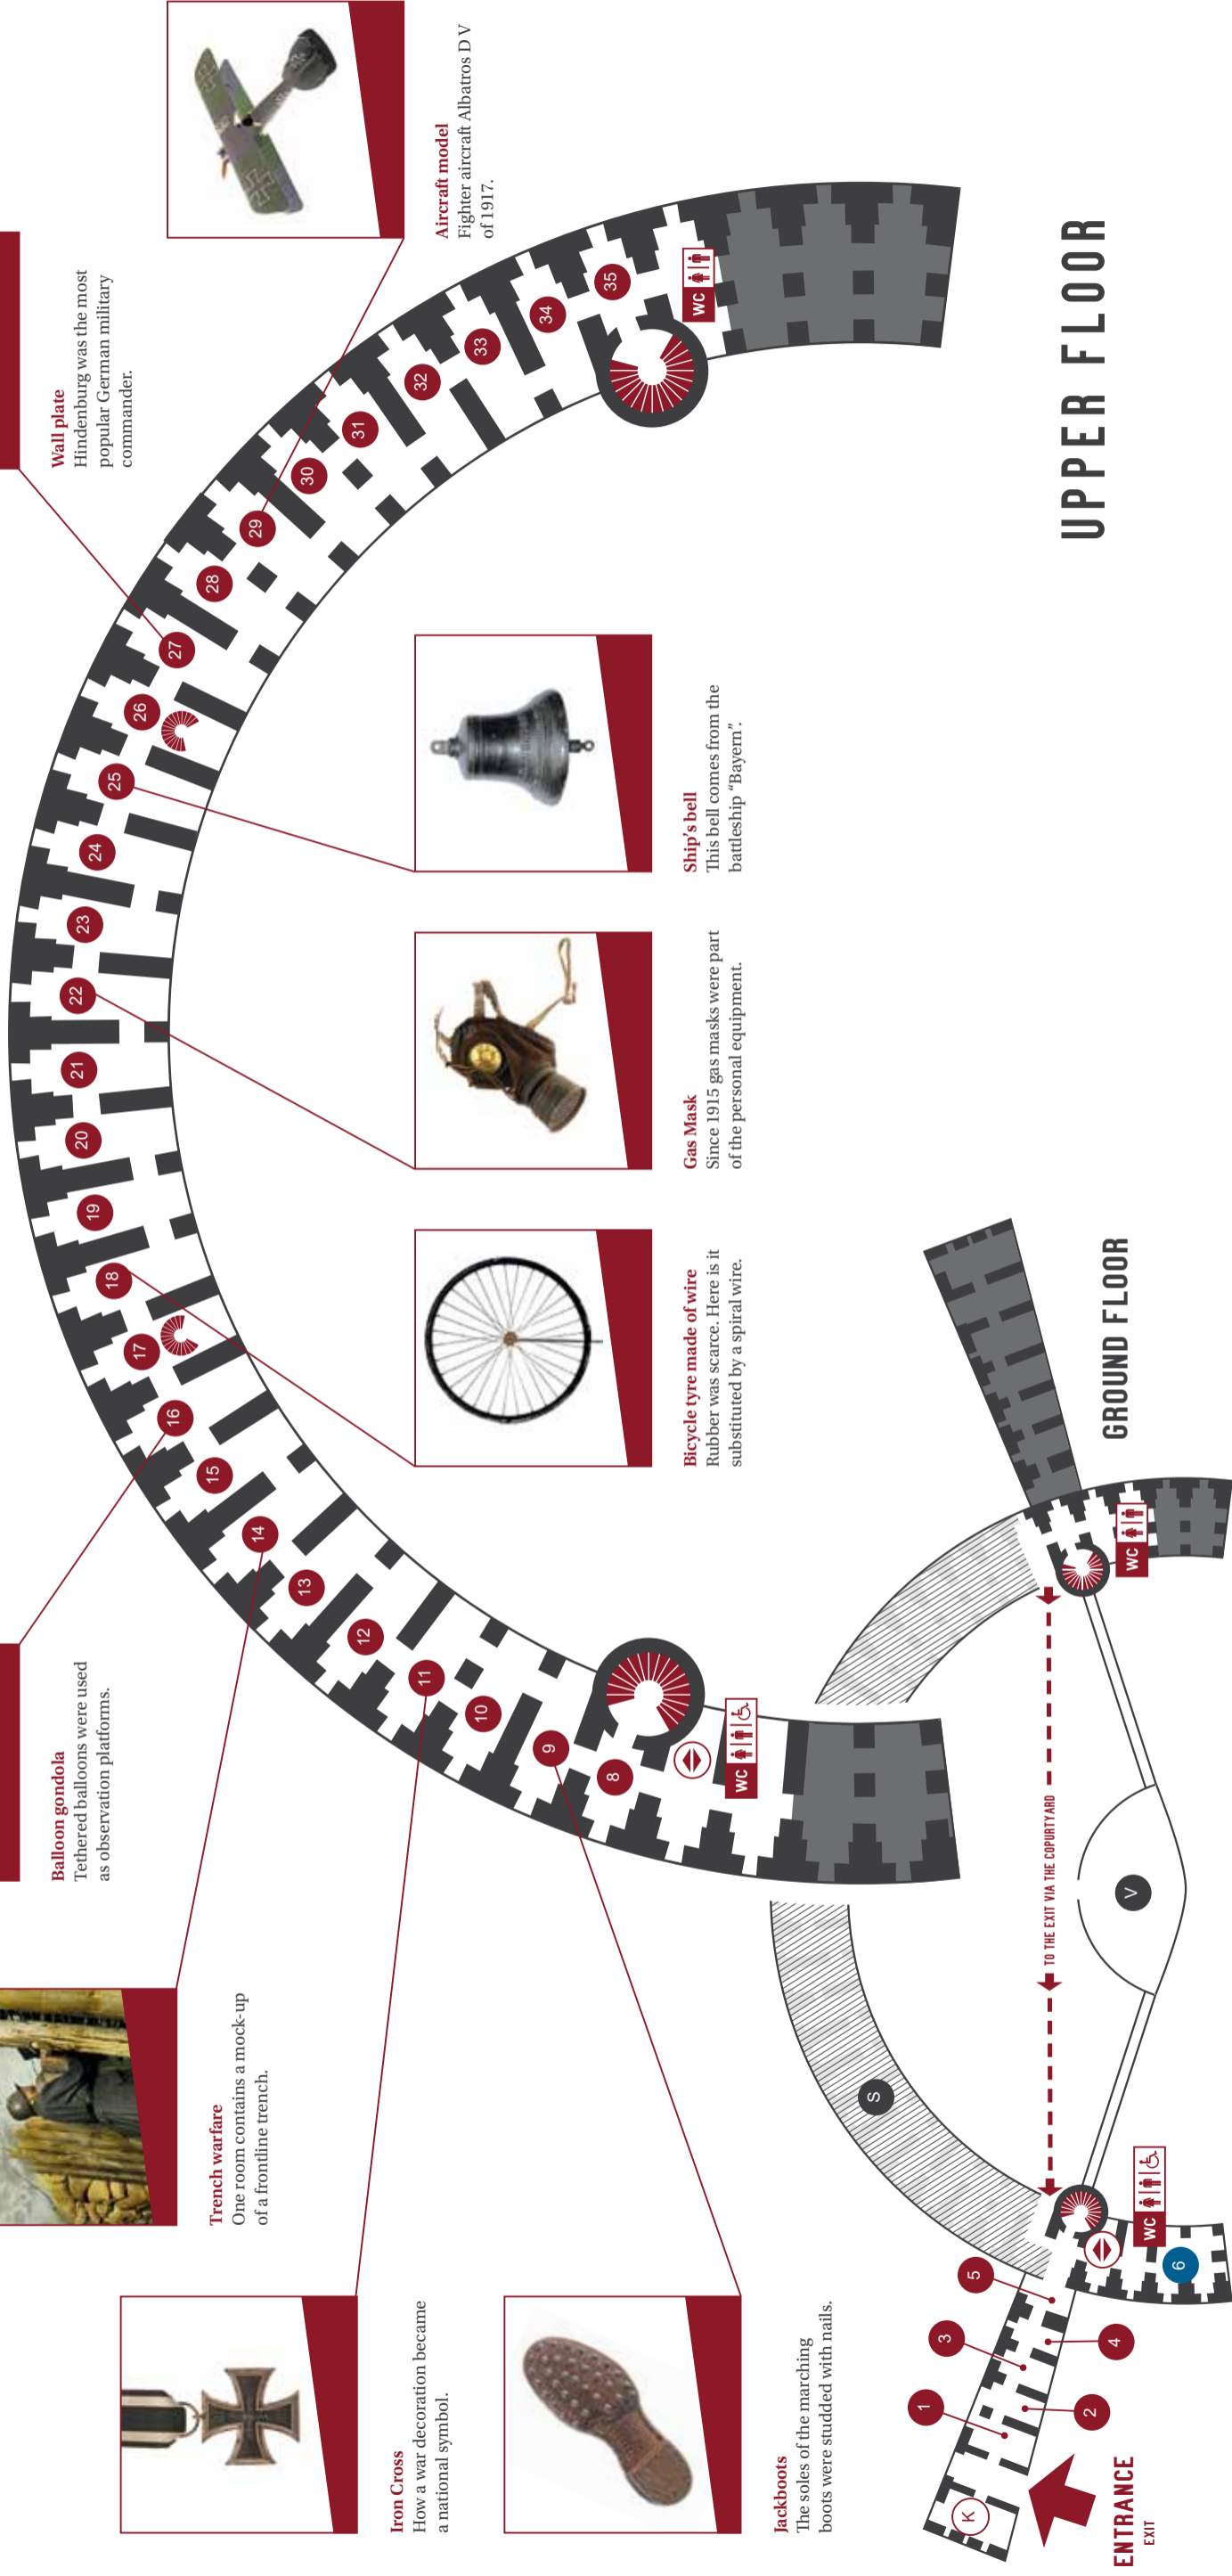 Wall plate
Hindenburg was the most
popular German military
commander.
Aircraft model
Fighter aircraft Albatros D V
of 1917.
Balloon gondola
Tethered balloons were used
as observation platforms.
Trench warfare
One room contains a mock-up
of a frontline trench.
Iron Cross
How a war decoration became
a national symbol.
Jackboots
The soles of the marching
boots were studded with nails.
Bicycle tyre made of wire
Rubber was scarce. Here is it
substituted by a spiral wire.
Gas Mask
Since 1915 gas masks were part
of the personal equipment.
Ship's bell
This bell comes from the
battleship "Bayern".
8
9
10
11
12
13
14
15
16
17
18
19
20
21
22
23
24
25
26
27
28
29
30
31
32
33
34
35
WC
WC
UPPER FLOOR
GROUND FLOOR
WC
WC
TO THE EXIT VIA THE COPURTYARD
S
V
1
2
3
4
5
6
K
ENTRANCE
EXIT